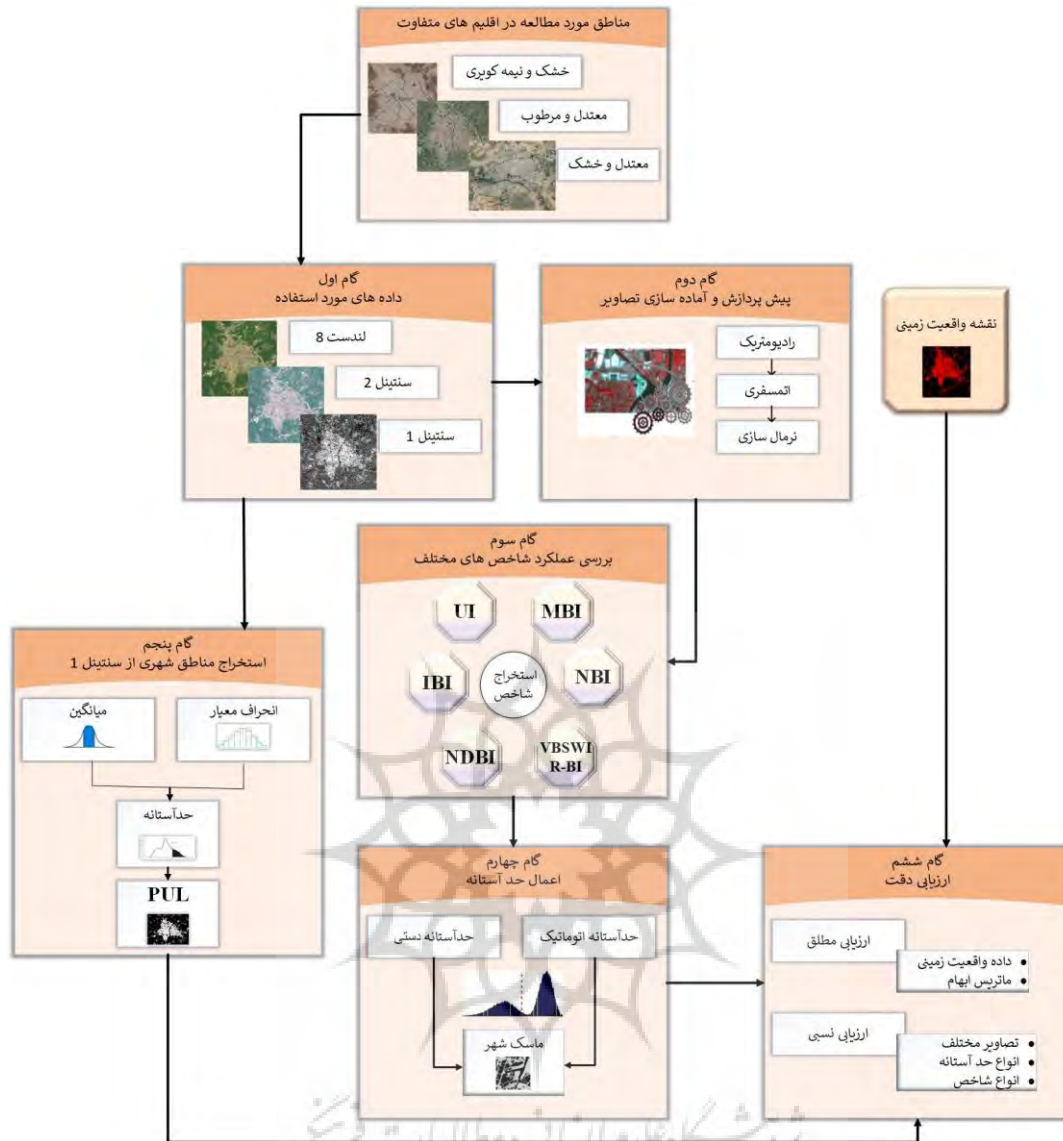 مناطق مورد مطالعه در اقلیم های متفاوت
خشک و نیمه کویری
معتدل و مرطوب
معتدل و خشک
گام اول
داده های مورد استفاده
لندست 8
سنتینل 2
سنتینل 1
گام دوم
پیش پردازش و آماده سازی تصاویر
رادیومتریک
اتمسفری
نرمال سازی
نقشه واقعیت زمینی
گام سوم
بررسی عملکرد شاخص های مختلف
UI
MBI
IBI
استخراج
شاخص
NBI
NDBI
VBSWI
R-BI
گام پنجم
استخراج مناطق شهری از سنتینل 1
میانگین
انحراف معیار
حدآستانه
PUL
گام چهارم
اعمال حد آستانه
حدآستانه دستی
حدآستانه اتوماتیک
ماسک شهر
گام ششم
ارزیابی دقت
ارزیابی مطلق
• داده واقعیت زمینی
• ماتریس ابهام
ارزیابی نسبی
• تصاویر مختلف
• انواع حد آستانه
• انواع شاخص